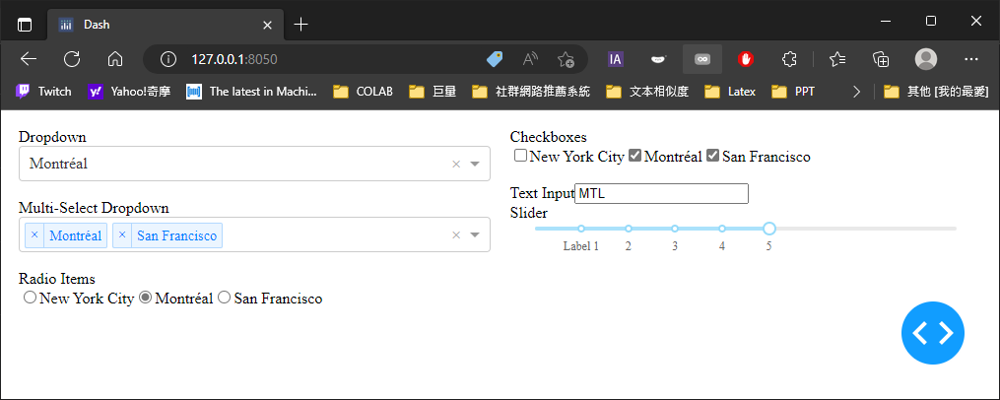 Dash
127.0.0.1:8050
IA
Twitch
Yahoo!奇摩
The latest in Machi...
COLAB
巨量
社群網路推薦系統
文本相似度
Latex
PPT
其他 [我的最愛]
Dropdown
Montréal
Multi-Select Dropdown
× Montréal × San Francisco
Radio Items
New York City Montréal San Francisco
Checkboxes
New York City Montréal San Francisco
Text Input MTL
Slider
Label 1 2 3 4 5